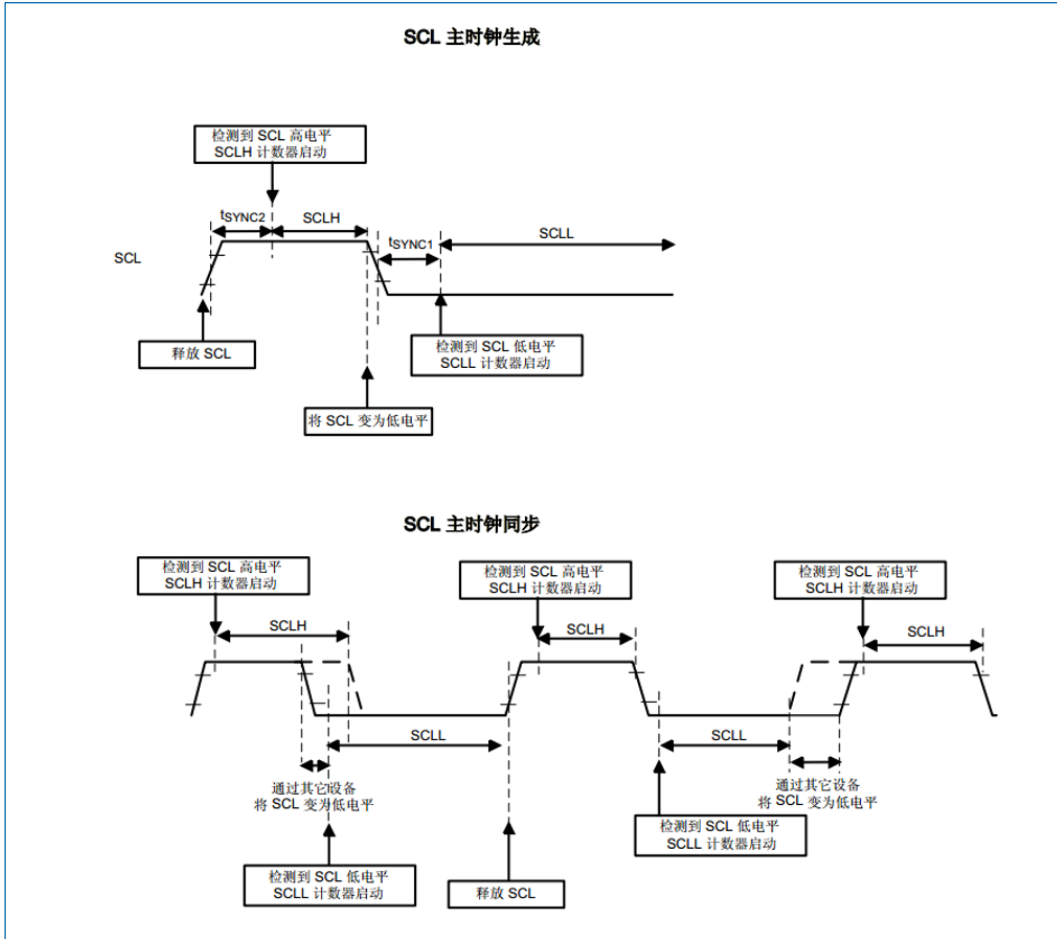 SCL 主时钟生成
检测到 SCL 高电平
SCLH 计数器启动
tSYNC2
SCLH
tSYNC1
SCLL
SCL
释放 SCL
检测到 SCL 低电平
SCLL 计数器启动
将 SCL 变为低电平
SCL 主时钟同步
检测到 SCL 高电平
SCLH 计数器启动
检测到 SCL 高电平
SCLH 计数器启动
检测到 SCL 高电平
SCLH 计数器启动
SCLH
SCLH
SCLH
SCLL
SCLL
通过其它设备
将 SCL 变为低电平
通过其它设备
将 SCL 变为低电平
检测到 SCL 低电平
SCLL 计数器启动
检测到 SCL 低电平
SCLL 计数器启动
释放 SCL